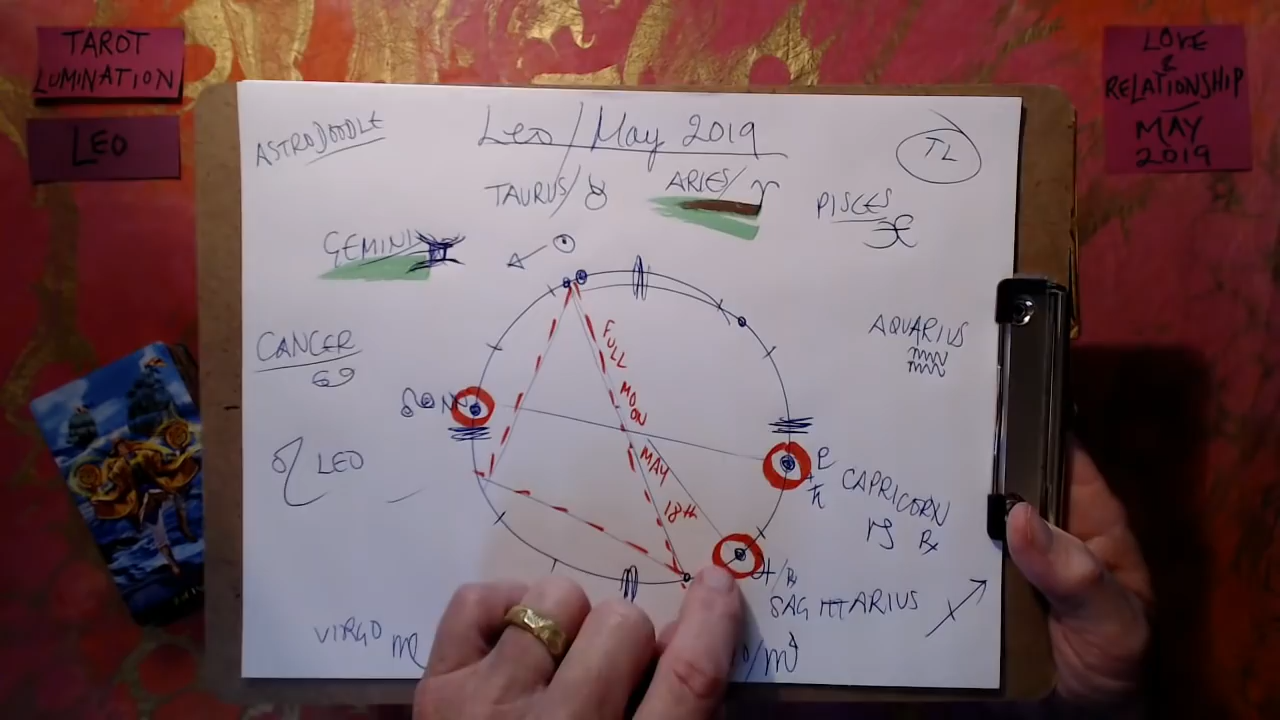 TAROT
LUMINATION
LEO
LOVE
&
RELATIONSHIP
MAY
2019
ASTRODOODLE
Leo/May 2019
TL
TAURUS/♉
ARIES/♈
PISCES
♓
GEMINI ♊
CANCER
♋
AQUARIUS
♒
♌ LEO
FULL
MOON
MAY
18th
CAPRICORN
♑ ℞
SAGITTARIUS ♐
VIRGO ♍